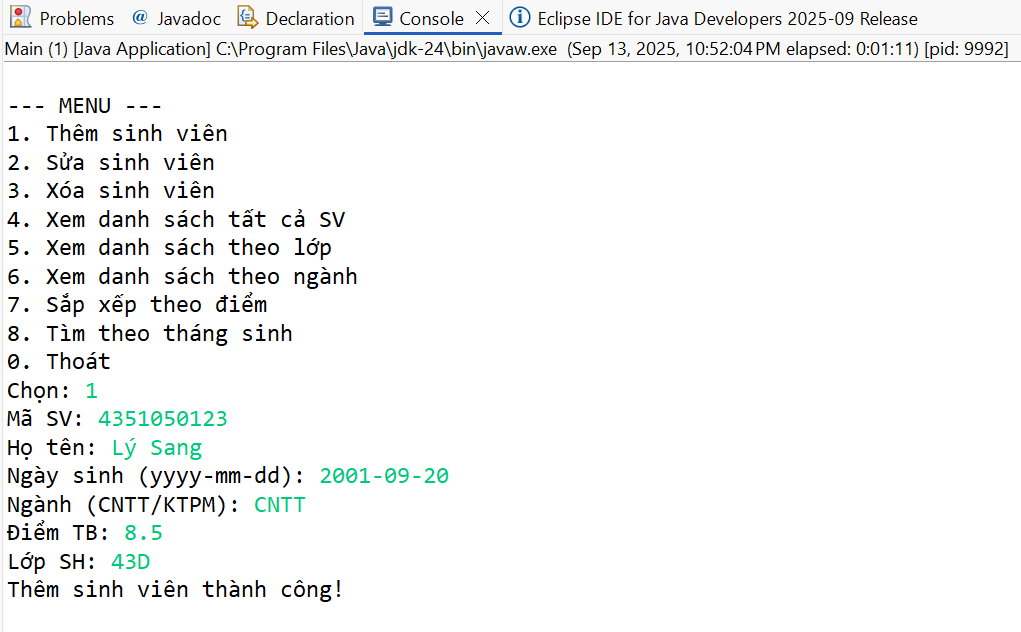 Problems @ Javadoc Declaration Console Eclipse IDE for Java Developers 2025-09 Release
Main (1) [Java Application] C:\Program Files\Java\jdk-24\bin\javaw.exe (Sep 13, 2025, 10:52:04 PM elapsed: 0:01:11) [pid: 9992]
--- MENU ---
1. Thêm sinh viên
2. Sửa sinh viên
3. Xóa sinh viên
4. Xem danh sách tất cả SV
5. Xem danh sách theo lớp
6. Xem danh sách theo ngành
7. Sắp xếp theo điểm
8. Tìm theo tháng sinh
0. Thoát
Chọn: 1
Mã SV: 4351050123
Họ tên: Lý Sang
Ngày sinh (yyyy-mm-dd): 2001-09-20
Ngành (CNTT/KTPM): CNTT
Điểm TB: 8.5
Lớp SH: 43D
Thêm sinh viên thành công!